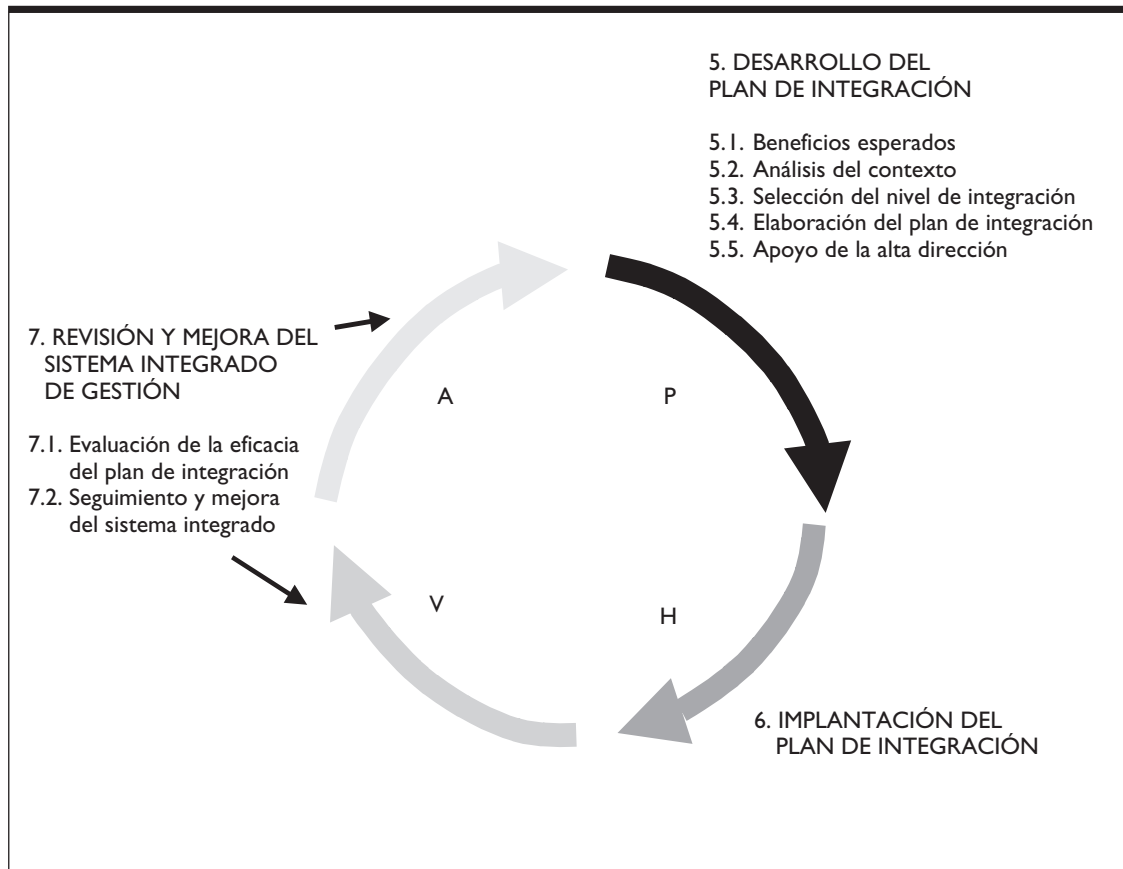 5. DESARROLLO DEL
PLAN DE INTEGRACIÓN
5.1. Beneficios esperados
5.2. Análisis del contexto
5.3. Selección del nivel de integración
5.4. Elaboración del plan de integración
5.5. Apoyo de la alta dirección
7. REVISIÓN Y MEJORA DEL
SISTEMA INTEGRADO
DE GESTIÓN
A
P
7.1. Evaluación de la eficacia
del plan de integración
7.2. Seguimiento y mejora
del sistema integrado
V
H
6. IMPLANTACIÓN DEL
PLAN DE INTEGRACIÓN